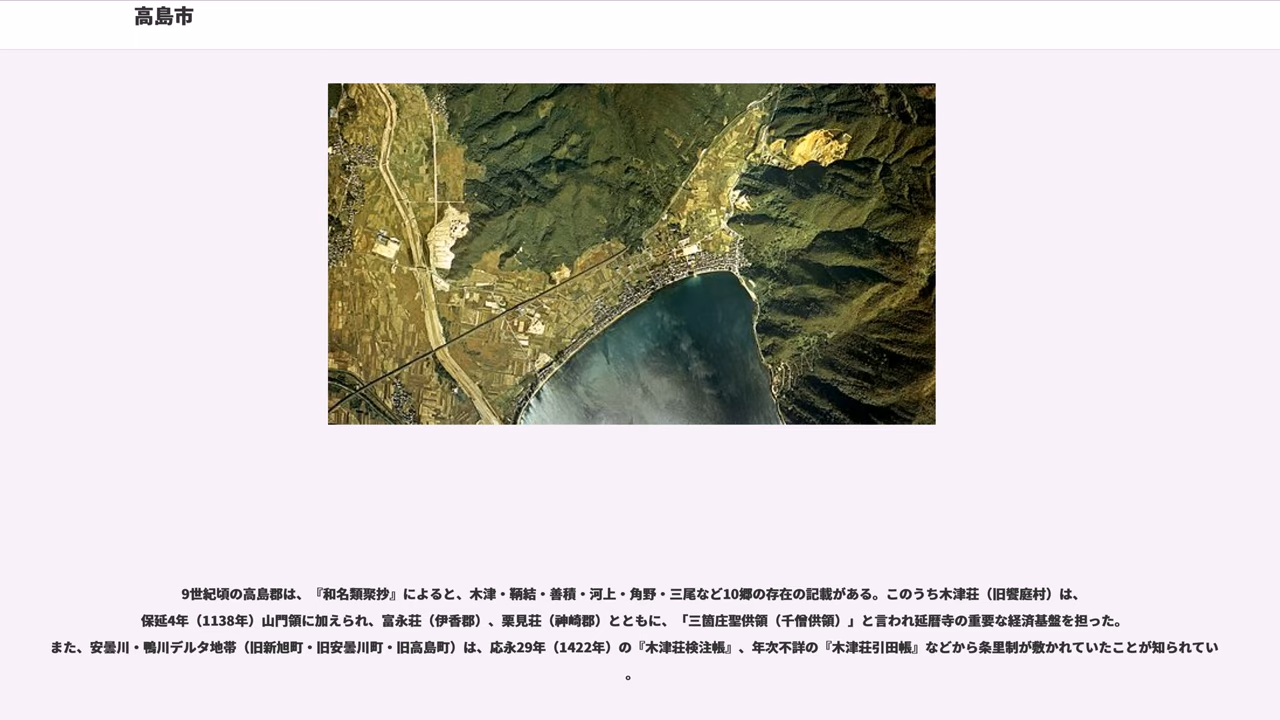 高島市
9世紀頃の高島郡は、『和名類聚抄』によると、木津・鞆結・善積・河上・角野・三尾など10郷の存在の記載がある。このうち木津荘（旧饗庭村）は、
保延4年（1138年）山門領に加えられ、富永荘（伊香郡）、栗見荘（神崎郡）とともに、「三箇庄聖供領（千僧供領）」と言われ延暦寺の重要な経済基盤を担った。
また、安曇川・鴨川デルタ地帯（旧新旭町・旧安曇川町・旧高島町）は、応永29年（1422年）の『木津荘検注帳』、年次不詳の『木津荘引田帳』などから条里制が敷かれていたことが知られてい
。